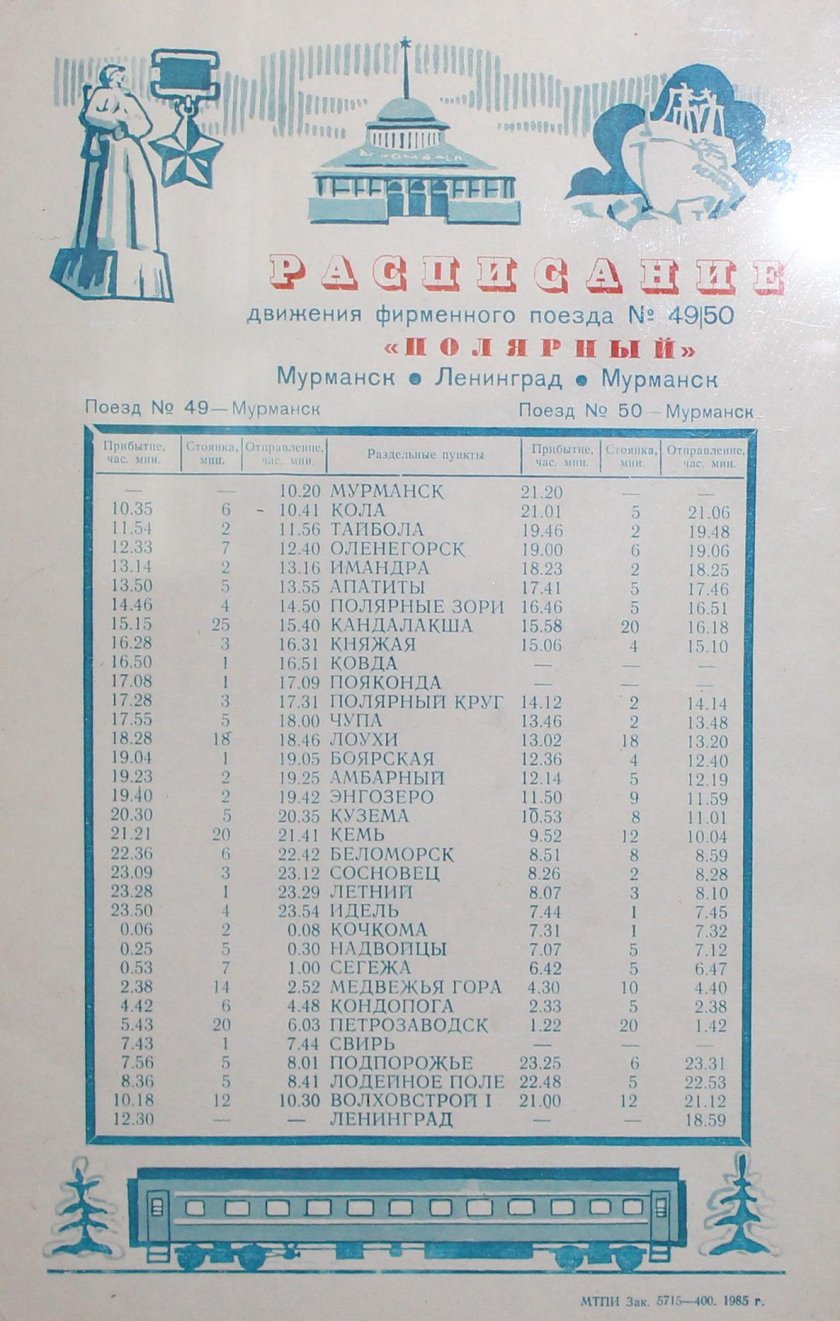 РАСПИСАНИЕ
движения фирменного поезда № 49/50
«ПОЛЯРНЫЙ»
Мурманск • Ленинград • Мурманск
Поезд № 49—Мурманск Поезд № 50—Мурманск
Прибытие, час. мин. Стоянка, мин. Отправление, час. мин. Раздельные пункты Прибытие, час. мин. Стоянка, мин. Отправление, час. мин.
— — 10.20 МУРМАНСК 21.20 — —
10.35 6 10.41 КОЛА 21.01 5 21.06
11.54 2 11.56 ТАЙБОЛА 19.46 2 19.48
12.33 7 12.40 ОЛЕНЕГОРСК 19.00 6 19.06
13.14 2 13.16 ИМАНДРА 18.23 2 18.25
13.50 5 13.55 АПАТИТЫ 17.41 5 17.46
14.46 4 14.50 ПОЛЯРНЫЕ ЗОРИ 16.46 5 16.51
15.15 25 15.40 КАНДАЛАКША 15.58 20 16.18
16.28 3 16.31 КНЯЖАЯ 15.06 4 15.10
16.50 1 16.51 КОВДА — — —
17.08 1 17.09 ПОЯКОНДА — — —
17.28 3 17.31 ПОЛЯРНЫЙ КРУГ 14.12 2 14.14
17.55 5 18.00 ЧУПА 13.46 2 13.48
18.28 18 18.46 ЛОУХИ 13.02 18 13.20
19.04 1 19.05 БОЯРСКАЯ 12.36 4 12.40
19.23 2 19.25 АМБАРНЫЙ 12.14 5 12.19
19.40 2 19.42 ЭНГОЗЕРО 11.50 9 11.59
20.30 5 20.35 КУЗЕМА 10.53 8 11.01
21.21 20 21.41 КЕМЬ 9.52 12 10.04
22.36 6 22.42 БЕЛОМОРСК 8.51 8 8.59
23.09 3 23.12 СОСНОВЕЦ 8.26 2 8.28
23.28 1 23.29 ЛЕТНИЙ 8.07 3 8.10
23.50 4 23.54 ИДЕЛЬ 7.44 1 7.45
0.06 2 0.08 КОЧКОМА 7.31 1 7.32
0.25 5 0.30 НАДВОЙЦЫ 7.07 5 7.12
0.53 7 1.00 СЕГЕЖА 6.42 5 6.47
2.38 14 2.52 МЕДВЕЖЬЯ ГОРА 4.30 10 4.40
4.42 6 4.48 КОНДОПОГА 2.33 5 2.38
5.43 20 6.03 ПЕТРОЗАВОДСК 1.22 20 1.42
7.43 1 7.44 СВИРЬ — — —
7.56 5 8.01 ПОДПОРОЖЬЕ 23.25 6 23.31
8.36 5 8.41 ЛОДЕЙНОЕ ПОЛЕ 22.48 5 22.53
10.18 12 10.30 ВОЛХОВСТРОЙ I 21.00 12 21.12
12.30 — — ЛЕНИНГРАД — — 18.59
МТПИ Зак. 5715—400. 1985 г.